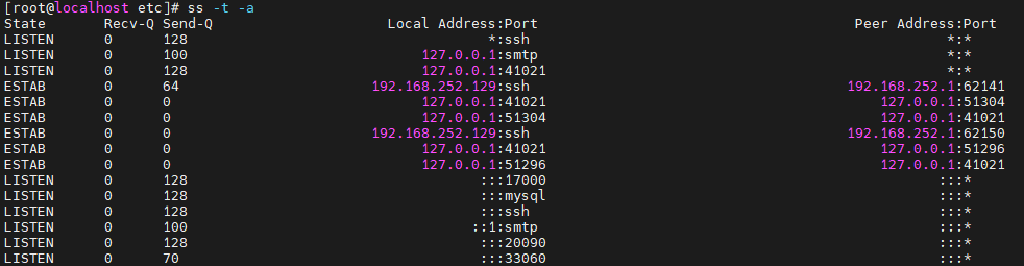 [root@localhost etc]# ss -t -a
State Recv-Q Send-Q Local Address:Port Peer Address:Port
LISTEN 0 128 *:ssh *:*
LISTEN 0 100 127.0.0.1:smtp *:*
LISTEN 0 128 127.0.0.1:41021 *:*
ESTAB 0 64 192.168.252.129:ssh 192.168.252.1:62141
ESTAB 0 0 127.0.0.1:41021 127.0.0.1:51304
ESTAB 0 0 127.0.0.1:51304 127.0.0.1:41021
ESTAB 0 0 192.168.252.129:ssh 192.168.252.1:62150
ESTAB 0 0 127.0.0.1:41021 127.0.0.1:51296
ESTAB 0 0 127.0.0.1:51296 127.0.0.1:41021
LISTEN 0 128 :::17000 :::*
LISTEN 0 128 :::mysql :::*
LISTEN 0 128 :::ssh :::*
LISTEN 0 100 ::1:smtp :::*
LISTEN 0 128 :::20090 :::*
LISTEN 0 70 :::33060 :::*